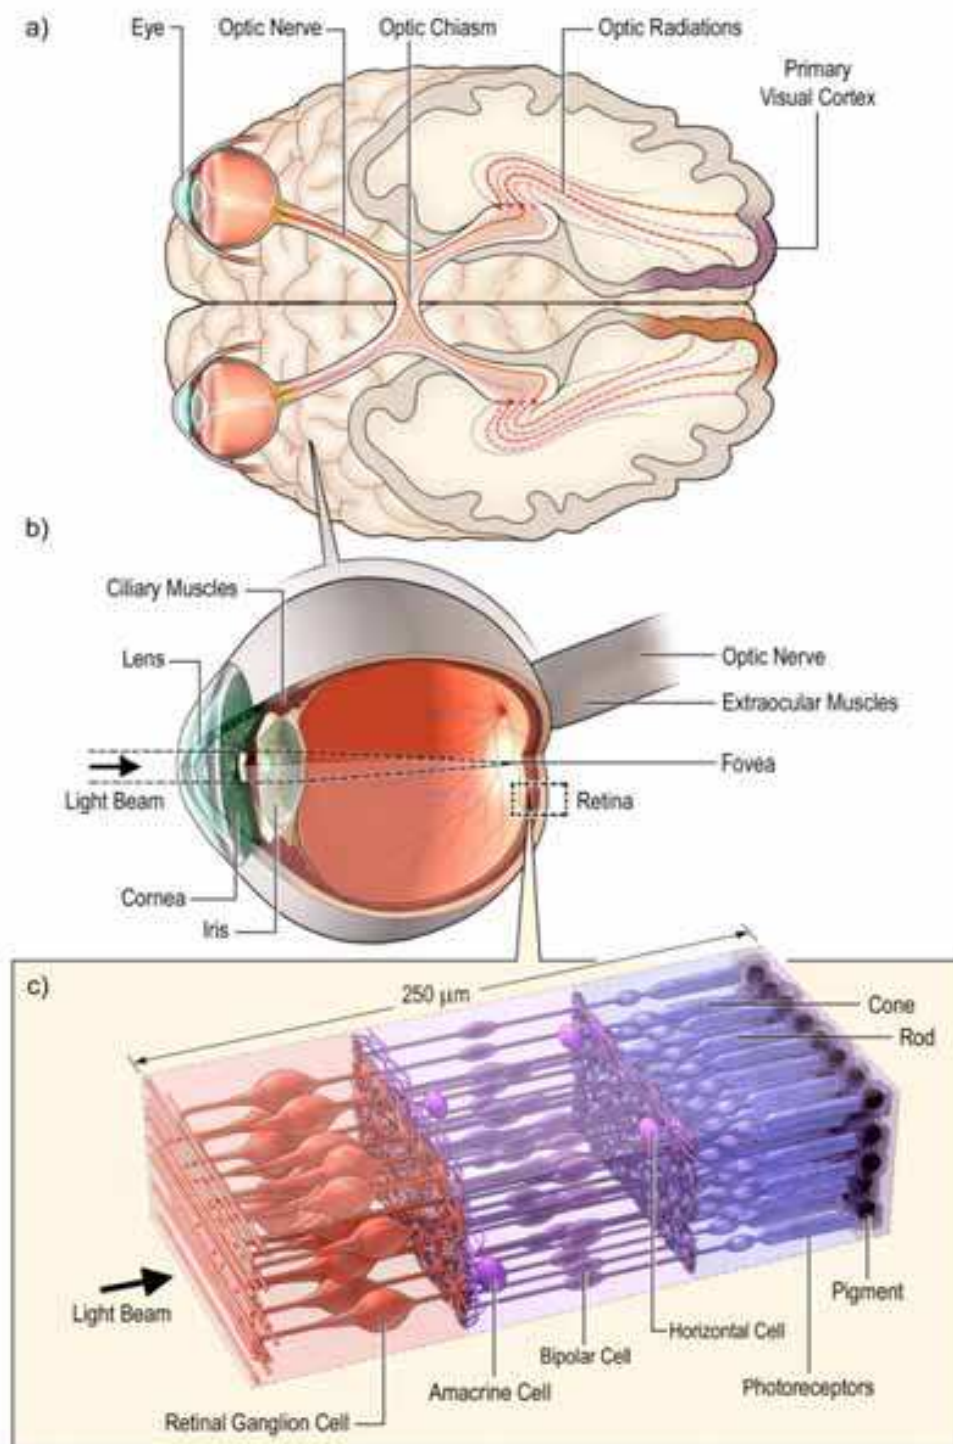 a)
Eye
Optic Nerve
Optic Chiasm
Optic Radiations
Primary
Visual Cortex
b)
Ciliary Muscles
Lens
Optic Nerve
Extraocular Muscles
Fovea
Light Beam
Retina
Cornea
Iris
c)
250 μm
Cone
Rod
Light Beam
Pigment
Horizontal Cell
Bipolar Cell
Amacrine Cell
Photoreceptors
Retinal Ganglion Cell